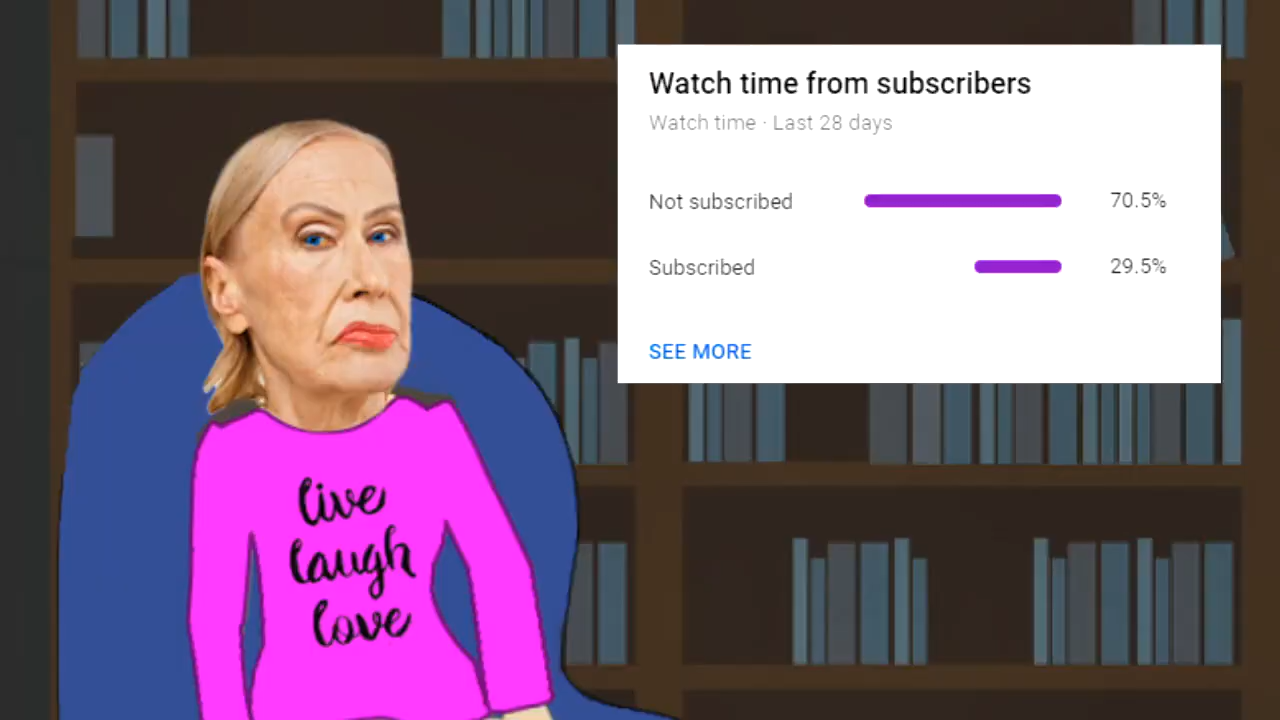 Watch time from subscribers
Watch time · Last 28 days
Not subscribed 70.5%
Subscribed 29.5%
SEE MORE
live
laugh
love